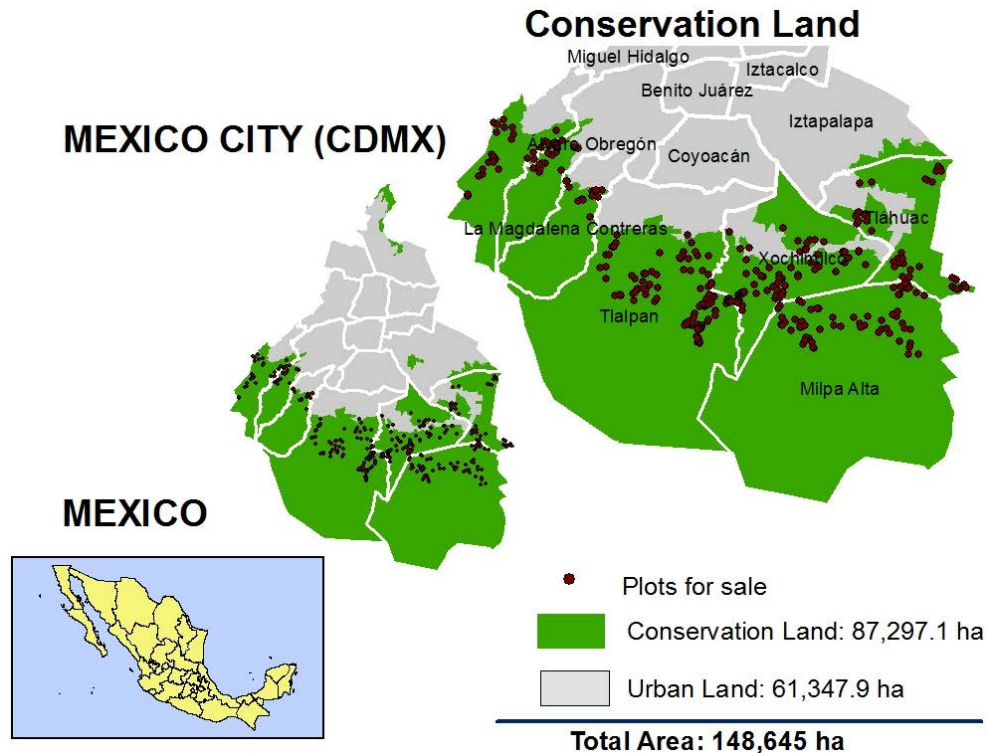 Conservation Land
Miguel Hidalgo
Iztacalco
Benito Juárez
Iztapalapa
MEXICO CITY (CDMX)
Álvaro Obregón
Coyoacán
Tláhuac
La Magdalena Contreras
Xochimilco
Tlalpan
Milpa Alta
MEXICO
Plots for sale
Conservation Land: 87,297.1 ha
Urban Land: 61,347.9 ha
Total Area: 148,645 ha